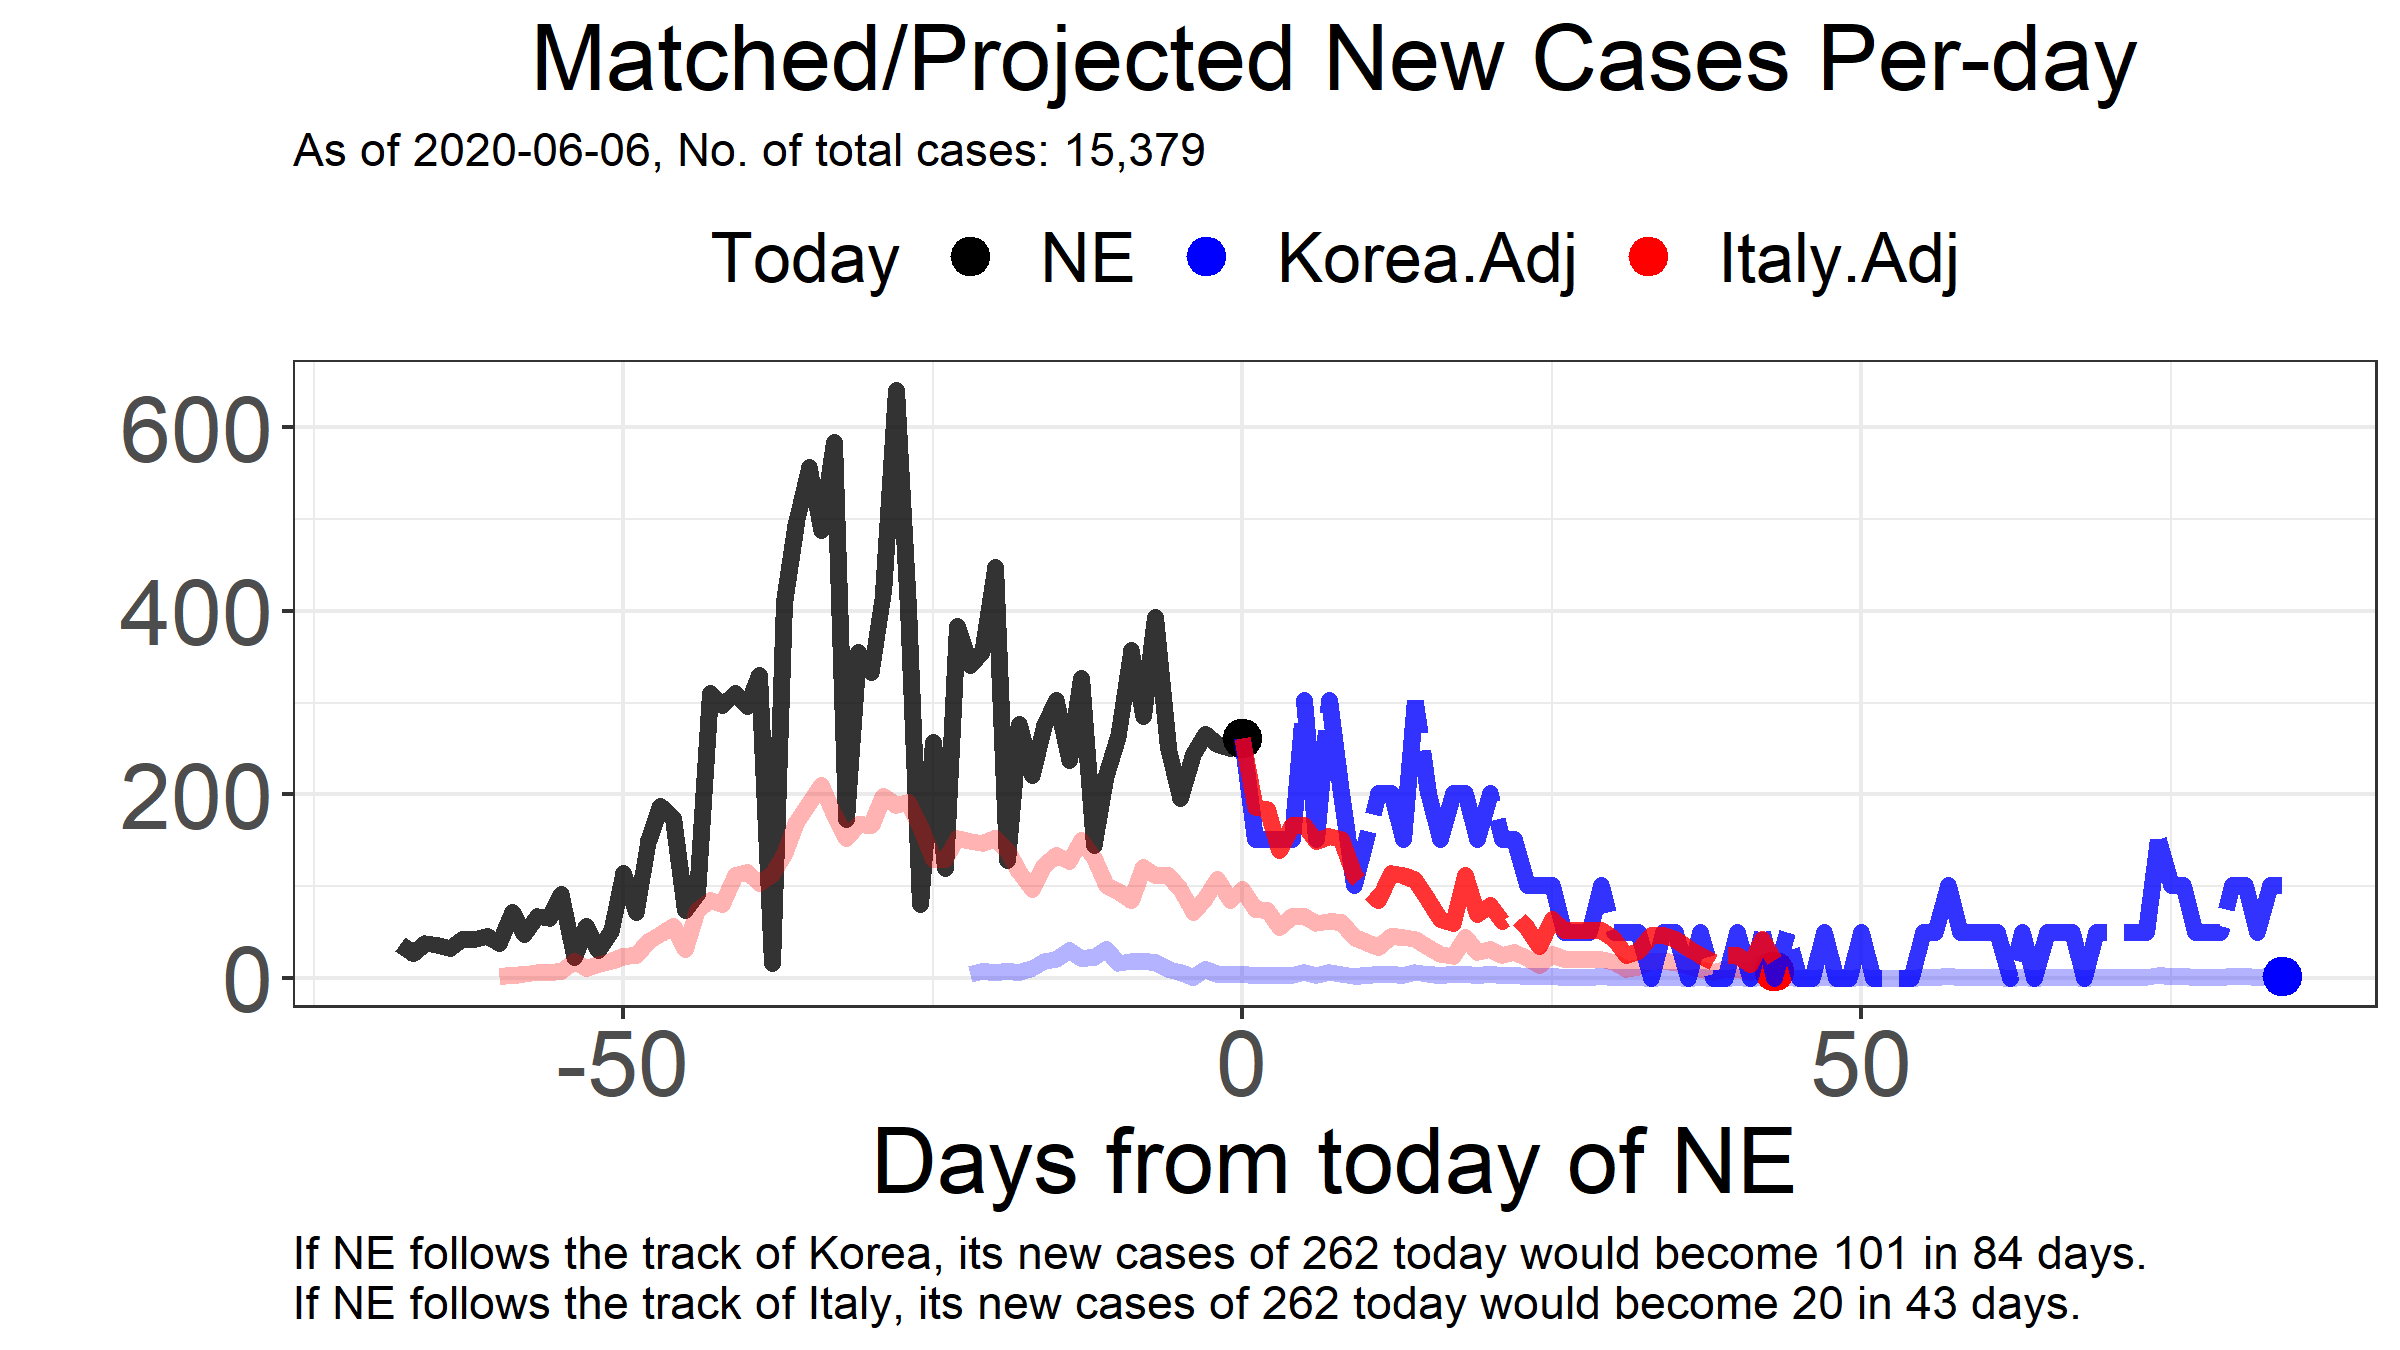 Matched/Projected New Cases Per-day
As of 2020-06-06, No. of total cases: 15,379
Today NE Korea.Adj Italy.Adj
600
400
200
0
-50 0 50
Days from today of NE
If NE follows the track of Korea, its new cases of 262 today would become 101 in 84 days.
If NE follows the track of Italy, its new cases of 262 today would become 20 in 43 days.